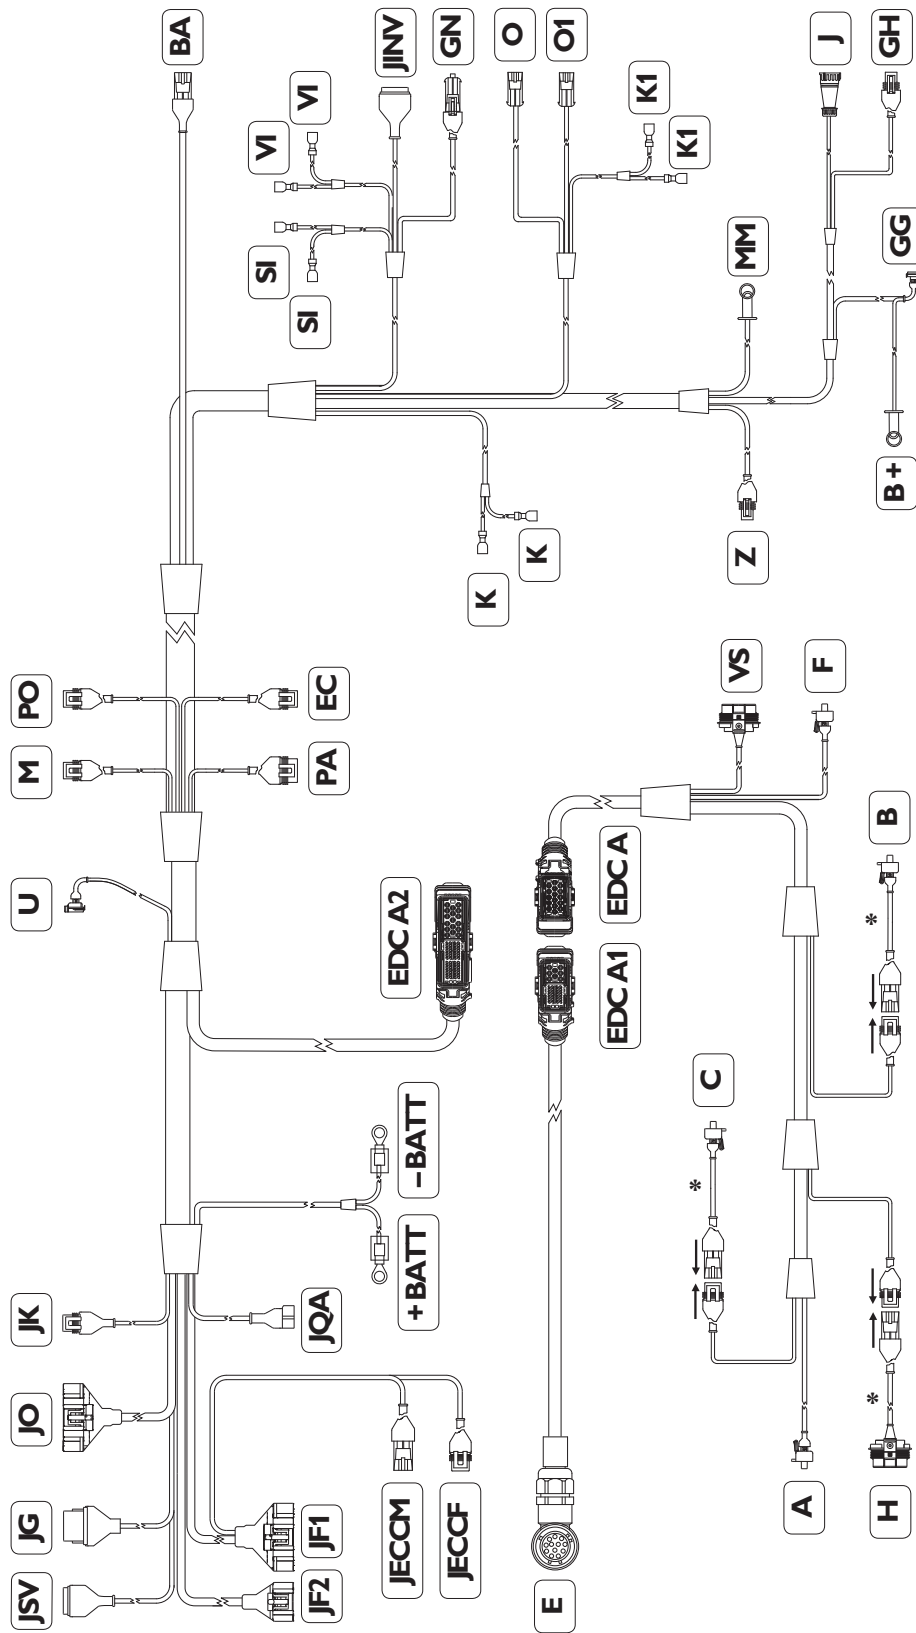 JSV
JG
JO
JK
U
M
PO
BA
JF2
JF1
JQA
PA
EC
JECCM
JECCF
+BATT
–BATT
EDC A2
K
K
SI
SI
VI
VI
JINV
GN
O
O1
K1
K1
Z
MM
J
GH
GG
B+
E
EDC A1
EDC A
VS
F
C
*
A
H
*
B
*